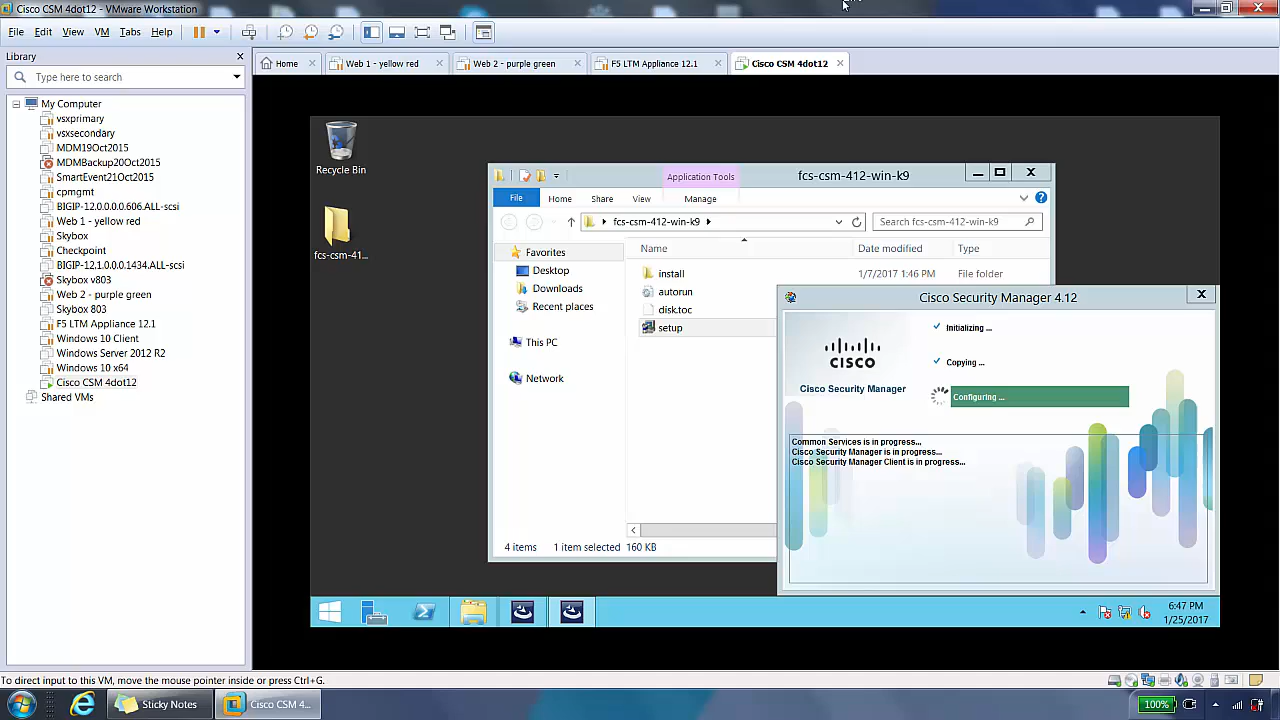 Cisco CSM 4dot12 - VMware Workstation
File Edit View VM Tabs Help
Library
Type here to search
My Computer
vsxprimary
vsxsecondary
MDM19Oct2015
MDMBackup20Oct2015
SmartEvent21Oct2015
cpmgmt
BIGIP-12.0.0.0.606.ALL-scsi
Web 1 - yellow red
Skybox
Checkpoint
BIGIP-12.1.0.0.1434.ALL-scsi
Skybox v803
Web 2 - purple green
Skybox 803
F5 LTM Appliance 12.1
Windows 10 Client
Windows Server 2012 R2
Windows 10 x64
Cisco CSM 4dot12
Shared VMs
Home Web 1 - yellow red Web 2 - purple green F5 LTM Appliance 12.1 Cisco CSM 4dot12
Recycle Bin
fcs-csm-41...
Application Tools fcs-csm-412-win-k9
File Home Share View Manage
fcs-csm-412-win-k9 Search fcs-csm-412-win-k9
Favorites
Desktop
Downloads
Recent places
This PC
Network
Name Date modified Type
install 1/7/2017 1:46 PM File folder
autorun
disk.toc
setup
4 items 1 item selected 160 KB
Cisco Security Manager 4.12
CISCO
Cisco Security Manager
Initializing ...
Copying ...
Configuring ...
Common Services is in progress...
Cisco Security Manager is in progress...
Cisco Security Manager Client is in progress...
6:47 PM
1/25/2017
To direct input to this VM, move the mouse pointer inside or press Ctrl+G.
Sticky Notes Cisco CSM 4... 100%